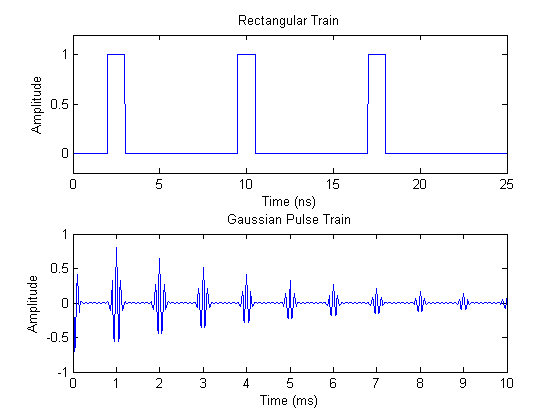 Rectangular Train
1
0.5
0
Amplitude
0 5 10 15 20 25
Time (ns)
Gaussian Pulse Train
1
0.5
0
-0.5
-1
Amplitude
0 1 2 3 4 5 6 7 8 9 10
Time (ms)